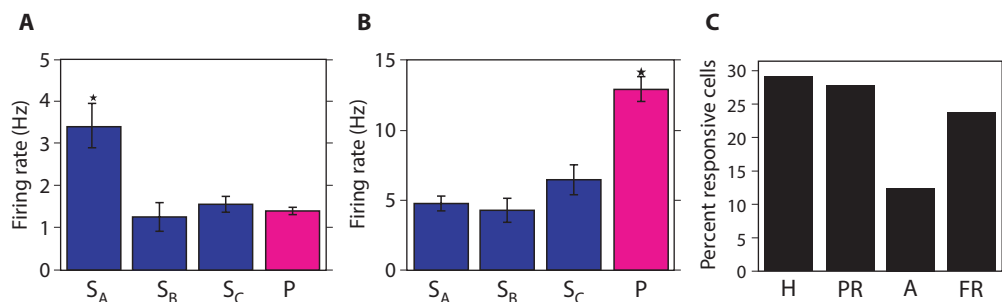 A
Firing rate (Hz)
5
4
3
2
1
0
S_A S_B S_C P
B
Firing rate (Hz)
15
10
5
0
S_A S_B S_C P
C
Percent responsive cells
30
25
20
15
10
5
0
H PR A FR